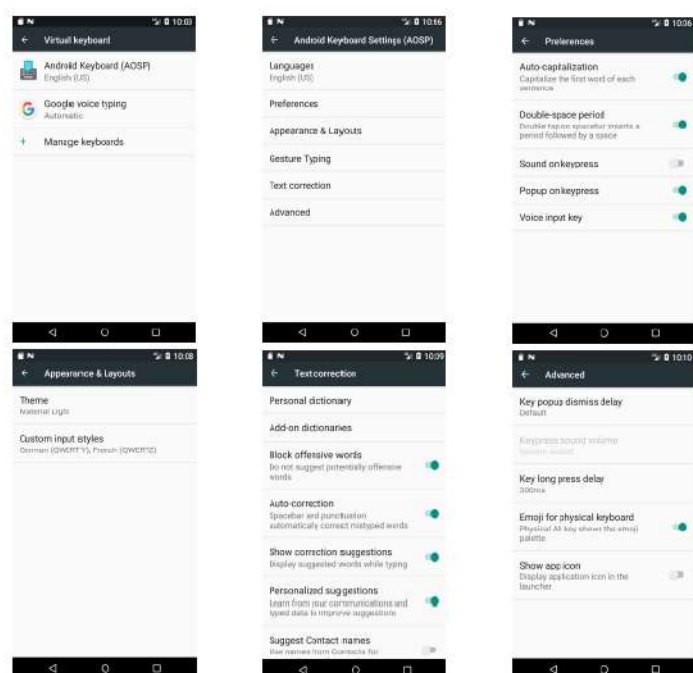 10:03
Virtual keyboard
Android Keyboard (AOSP)
English (US)
Google voice typing
Automatic
+ Manage keyboards
10:06
Android Keyboard Settings (AOSP)
Languages
English (US)
Preferences
Appearance & Layouts
Gesture Typing
Text correction
Advanced
10:06
Preferences
Auto-capitalization
Capitalize the first word of each
sentence
Double-space period
Double tap on spacebar inserts a
period followed by a space
Sound on keypress
Popup on keypress
Voice input key
10:08
Appearance & Layouts
Theme
Material Light
Custom input styles
German (QWERTY), French (QWERTZ)
10:09
Text correction
Personal dictionary
Add-on dictionaries
Block offensive words
Do not suggest potentially offensive
words
Auto-correction
Spacebar and punctuation
automatically correct mistyped words
Show correction suggestions
Display suggested words while typing
Personalized suggestions
Learn from your communications and
typed data to improve suggestions
Suggest Contact names
Use names from Contacts for
10:10
Advanced
Key popup dismiss delay
Default
Keypress sound volume
Key long press delay
300ms
Emoji for physical keyboard
Physical Alt key shows the emoji
palette
Show app icon
Display application icon in the
launcher